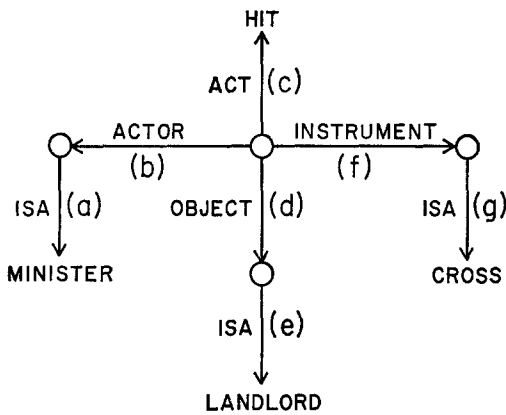 HIT
ACT (c)
ACTOR
(b)
INSTRUMENT
(f)
ISA (a)
OBJECT (d)
ISA (g)
MINISTER
CROSS
ISA (e)
LANDLORD